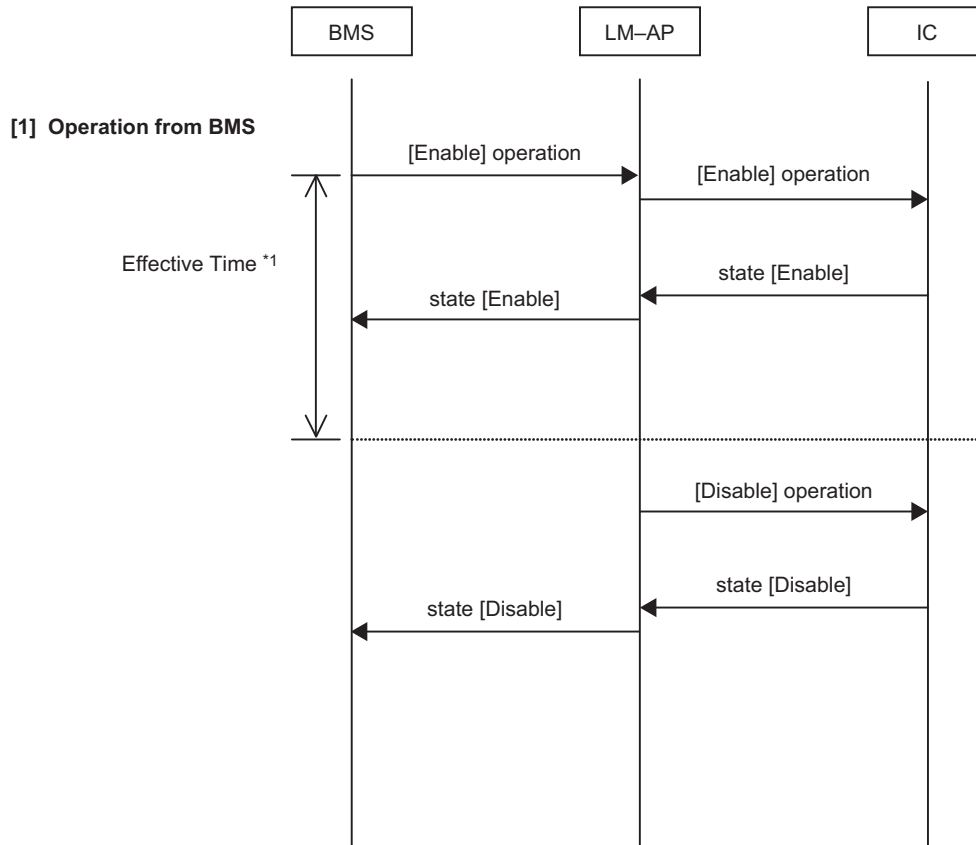 BMS
LM–AP
IC
[1] Operation from BMS
[Enable] operation
[Enable] operation
Effective Time *1
state [Enable]
state [Enable]
[Disable] operation
state [Disable]
state [Disable]